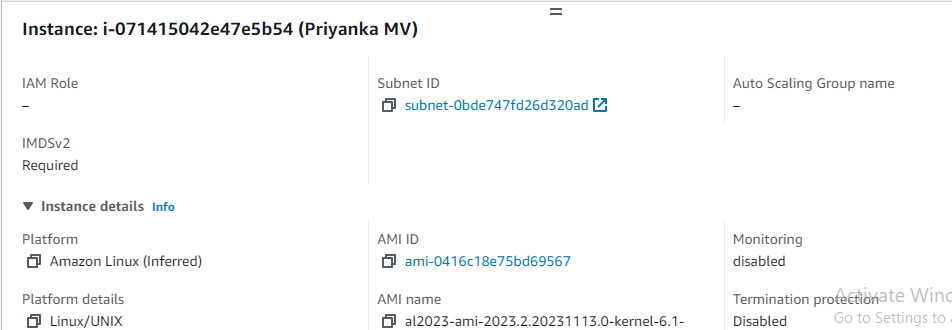 Instance: i-071415042e47e5b54 (Priyanka MV)
IAM Role
–
Subnet ID
subnet-0bde747fd26d320ad
Auto Scaling Group name
–
IMDSv2
Required
Instance details Info
Platform
Amazon Linux (Inferred)
AMI ID
ami-0416c18e75bd69567
Monitoring
disabled
Platform details
Linux/UNIX
AMI name
al2023-ami-2023.2.20231113.0-kernel-6.1-
Termination protection
Disabled
Activate Wind
Go to Settings to